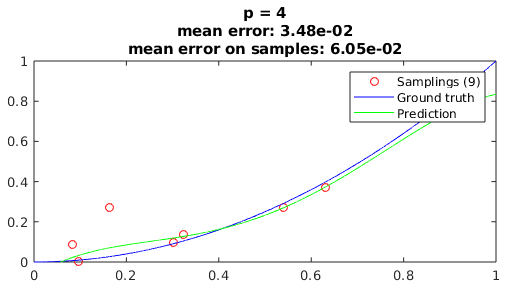 p = 4
mean error: 3.48e-02
mean error on samples: 6.05e-02
1
0.8
0.6
0.4
0.2
0
0
0.2
0.4
0.6
0.8
1
Samplings (9)
Ground truth
Prediction